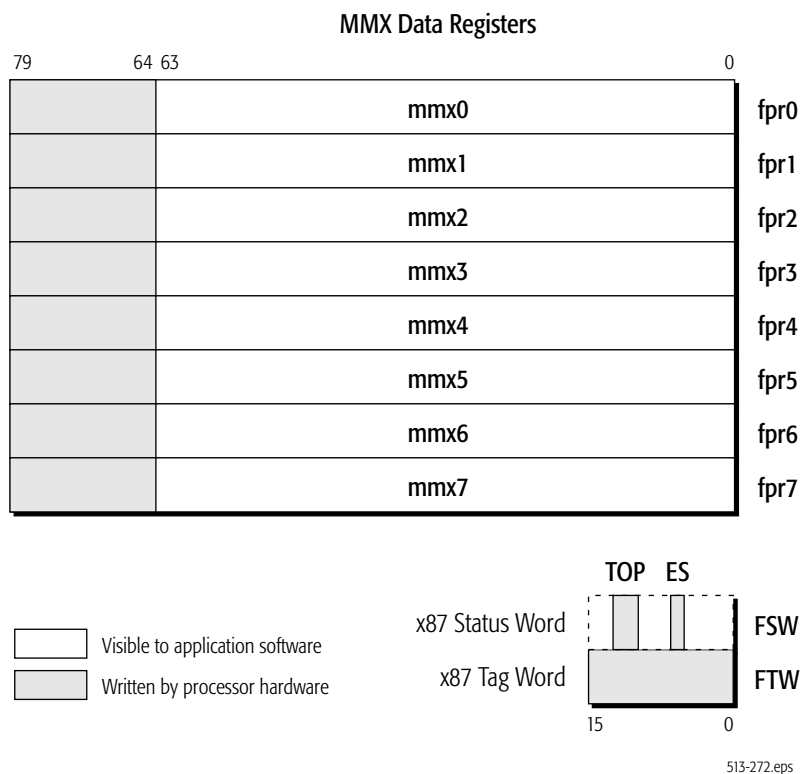 MMX Data Registers
79 64 63 0
mmx0 fpr0
mmx1 fpr1
mmx2 fpr2
mmx3 fpr3
mmx4 fpr4
mmx5 fpr5
mmx6 fpr6
mmx7 fpr7
TOP ES
x87 Status Word FSW
Visible to application software
x87 Tag Word FTW
Written by processor hardware
15 0
513-272.eps